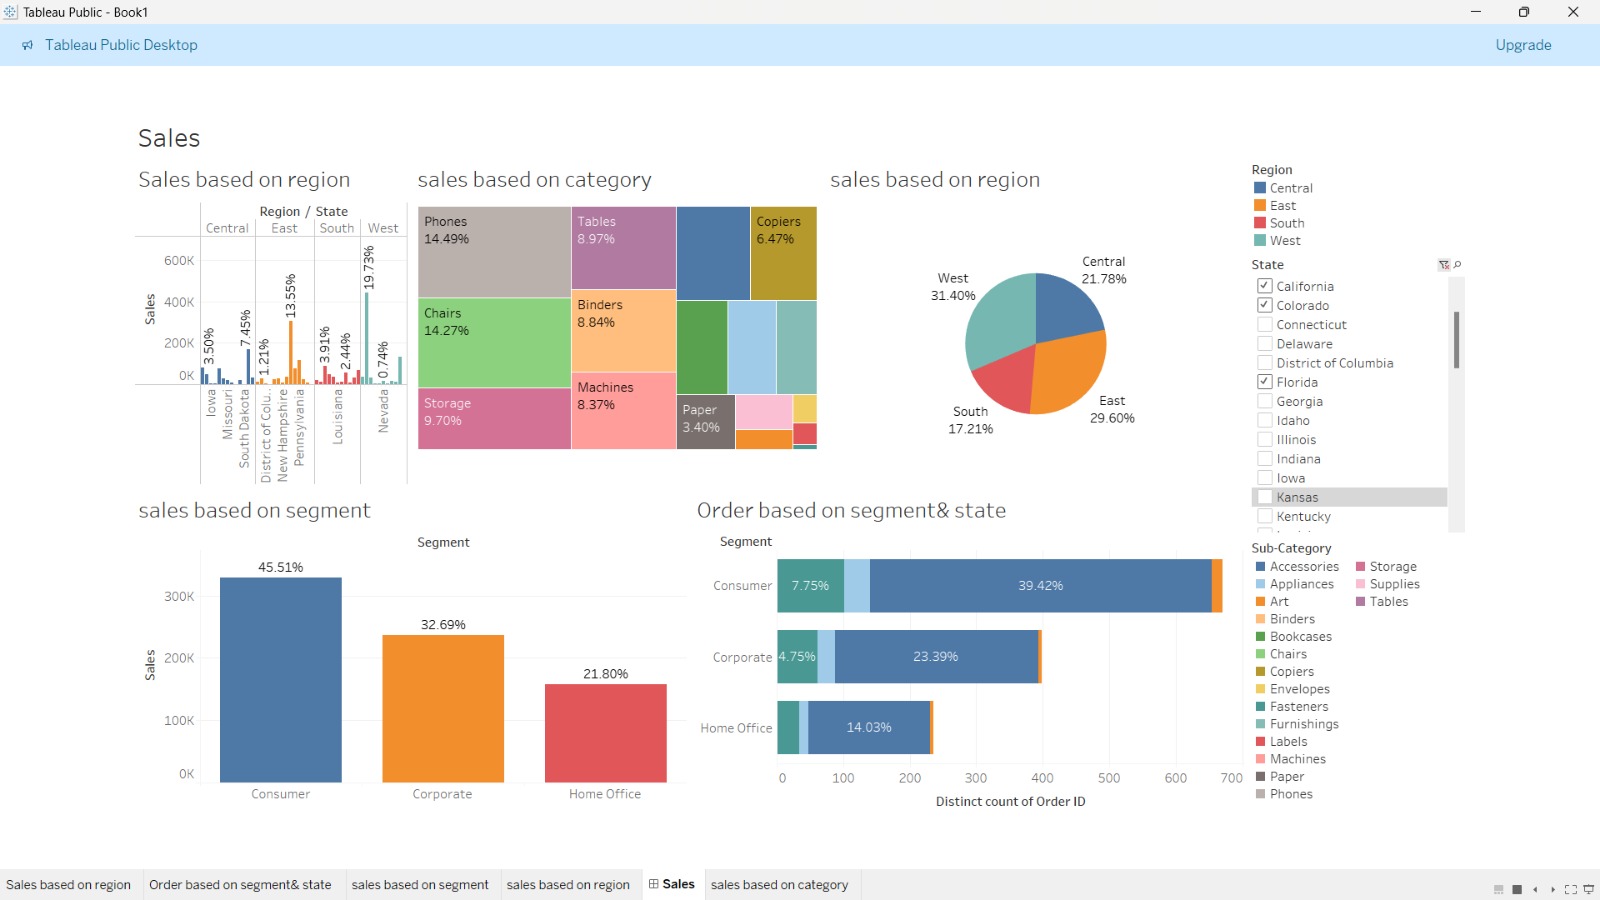 Tableau Public - Book1
Tableau Public Desktop
Upgrade
Sales
Sales based on region
Region / State
Central
East
South
West
Sales
600K
400K
200K
0K
3.50%
7.45%
1.21%
13.55%
3.91%
2.44%
19.73%
0.74%
Iowa
Missouri
South Dakota
District of Colu..
New Hampshire
Pennsylvania
Louisiana
Nevada
sales based on category
Phones
14.49%
Chairs
14.27%
Storage
9.70%
Tables
8.97%
Binders
8.84%
Machines
8.37%
Copiers
6.47%
Paper
3.40%
sales based on region
Central
21.78%
West
31.40%
East
29.60%
South
17.21%
Region
Central
East
South
West
State
California
Colorado
Connecticut
Delaware
District of Columbia
Florida
Georgia
Idaho
Illinois
Indiana
Iowa
Kansas
Kentucky
sales based on segment
Segment
Sales
300K
200K
100K
0K
45.51%
32.69%
21.80%
Consumer
Corporate
Home Office
Order based on segment& state
Segment
Consumer
7.75%
39.42%
Corporate
4.75%
23.39%
Home Office
14.03%
0
100
200
300
400
500
600
700
Distinct count of Order ID
Sub-Category
Accessories
Appliances
Art
Binders
Bookcases
Chairs
Copiers
Envelopes
Fasteners
Furnishings
Labels
Machines
Paper
Phones
Storage
Supplies
Tables
Sales based on region
Order based on segment& state
sales based on segment
sales based on region
Sales
sales based on category